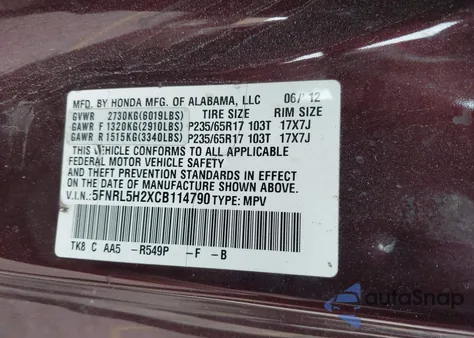 MFD. BY HONDA MFG. OF ALABAMA, LLC 06/12
TIRE SIZE RIM SIZE
GVWR 2730KG(6019LBS)
GAWR F 1320KG(2910LBS) P235/65R17 103T 17X7J
GAWR R 1515KG(3340LBS) P235/65R17 103T 17X7J
THIS VEHICLE CONFORMS TO ALL APPLICABLE
FEDERAL MOTOR VEHICLE SAFETY
AND THEFT PREVENTION STANDARDS IN EFFECT
ON THE DATE OF MANUFACTURE SHOWN ABOVE.
V.I.N.: 5FNRL5H2XCB114790 TYPE: MPV
TK8 C AA5 -R549P -F -B
autoSnap